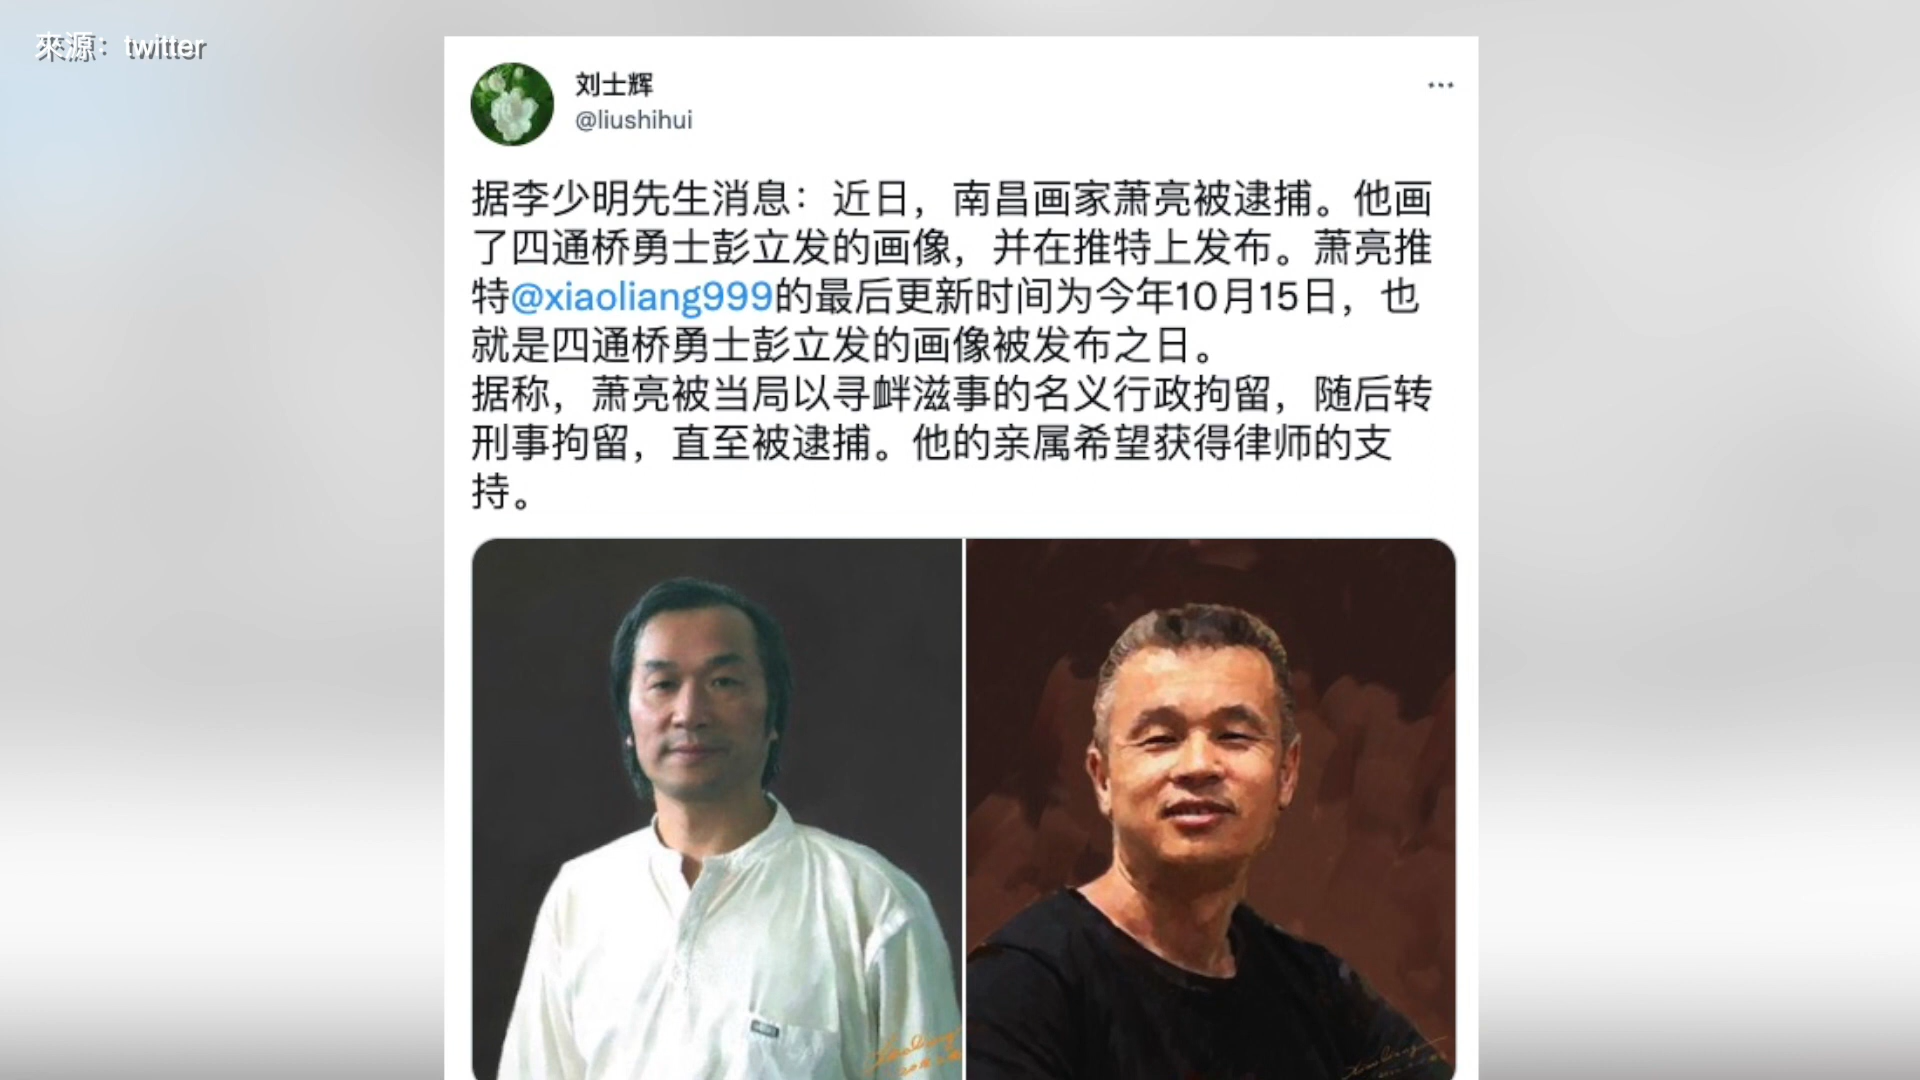 來源：twitter
刘士辉
@liushihui
据李少明先生消息：近日，南昌画家萧亮被逮捕。他画
了四通桥勇士彭立发的画像，并在推特上发布。萧亮推
特@xiaoliang999的最后更新时间为今年10月15日，也
就是四通桥勇士彭立发的画像被发布之日。
据称，萧亮被当局以寻衅滋事的名义行政拘留，随后转
刑事拘留，直至被逮捕。他的亲属希望获得律师的支
持。